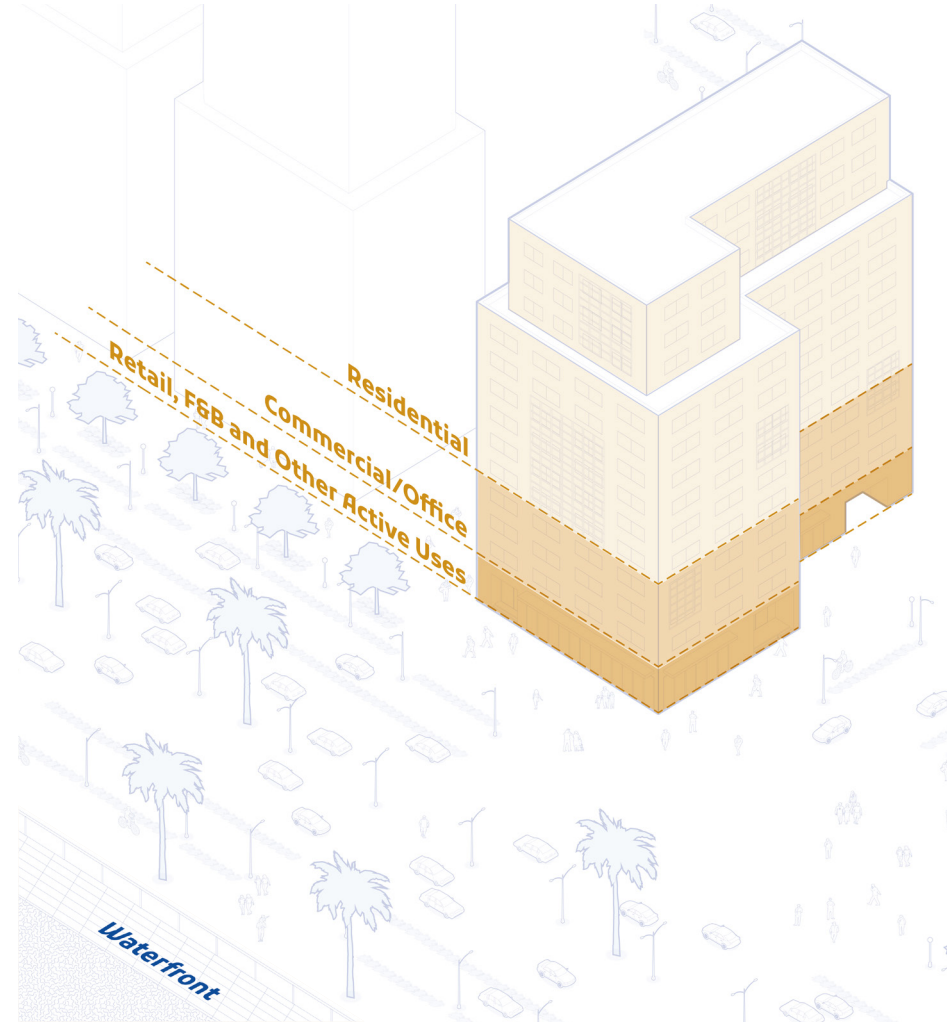 Residential
Commercial/Office
Retail, F&B and Other Active Uses
Waterfront